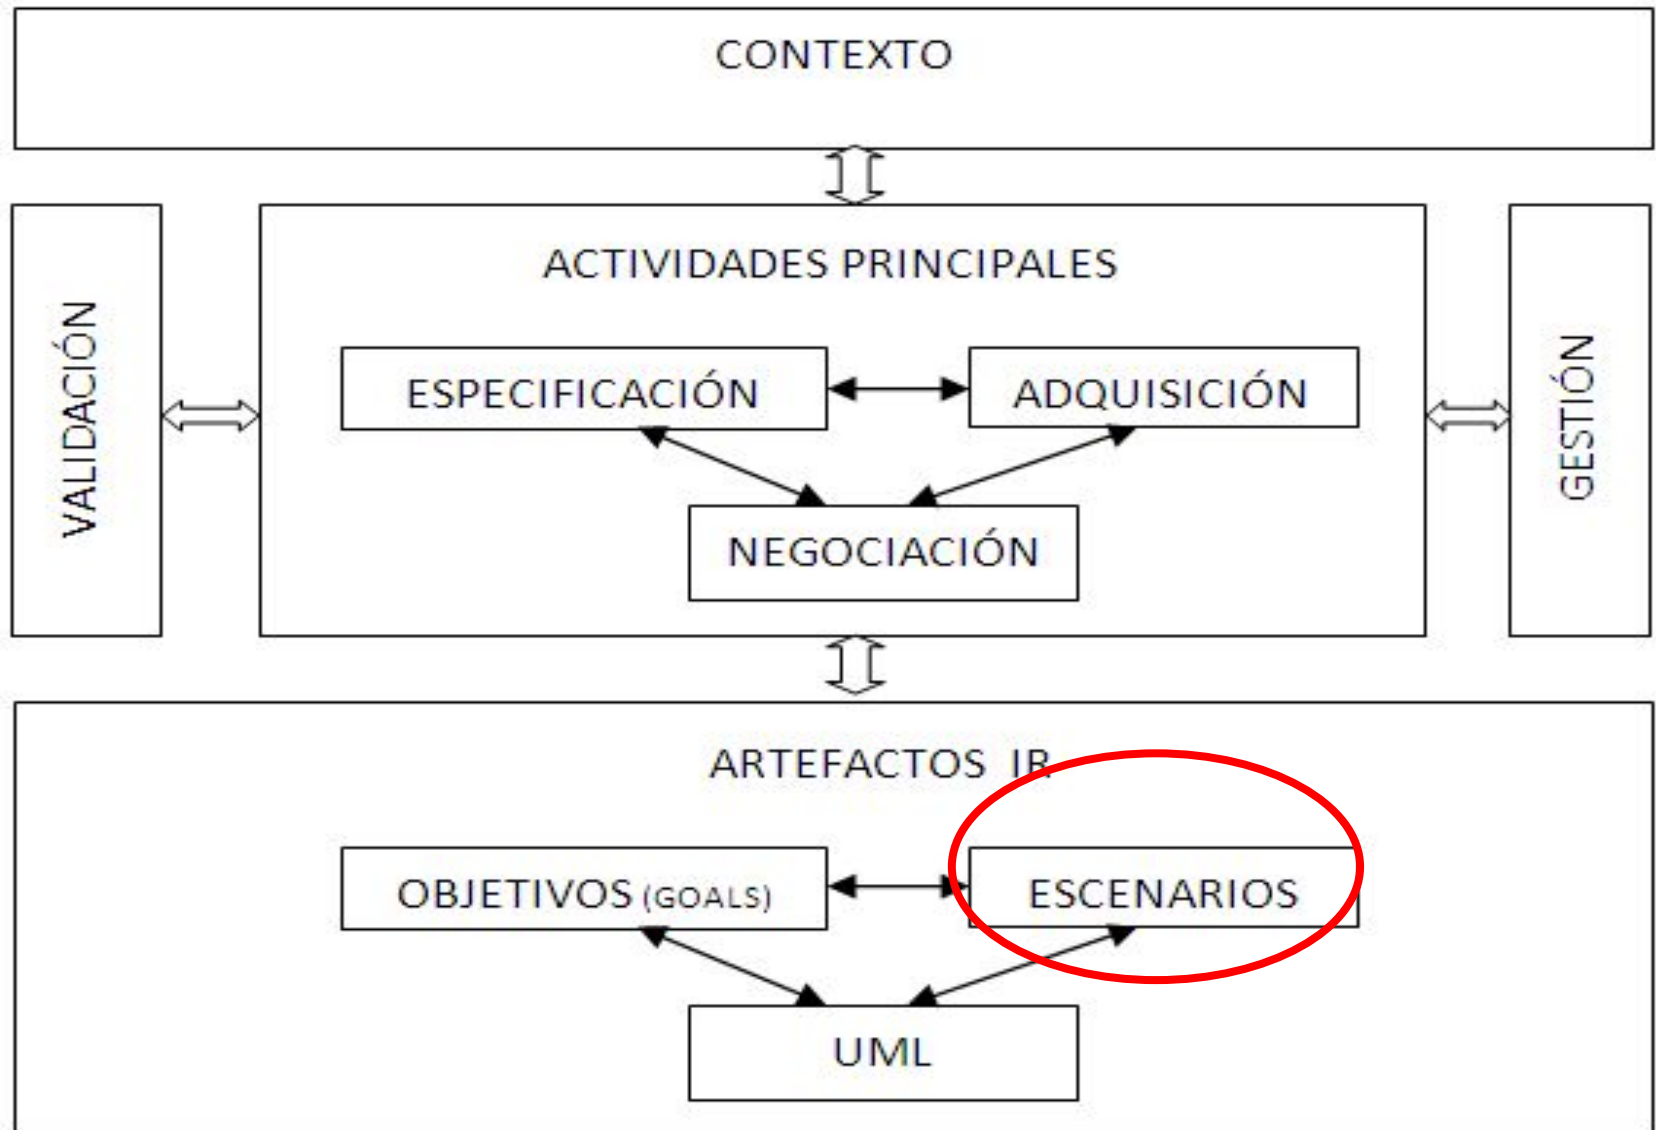 CONTEXTO
VALIDACIÓN
ACTIVIDADES PRINCIPALES
ESPECIFICACIÓN
ADQUISICIÓN
NEGOCIACIÓN
GESTIÓN
ARTEFACTOS IR
OBJETIVOS (GOALS)
ESCENARIOS
UML